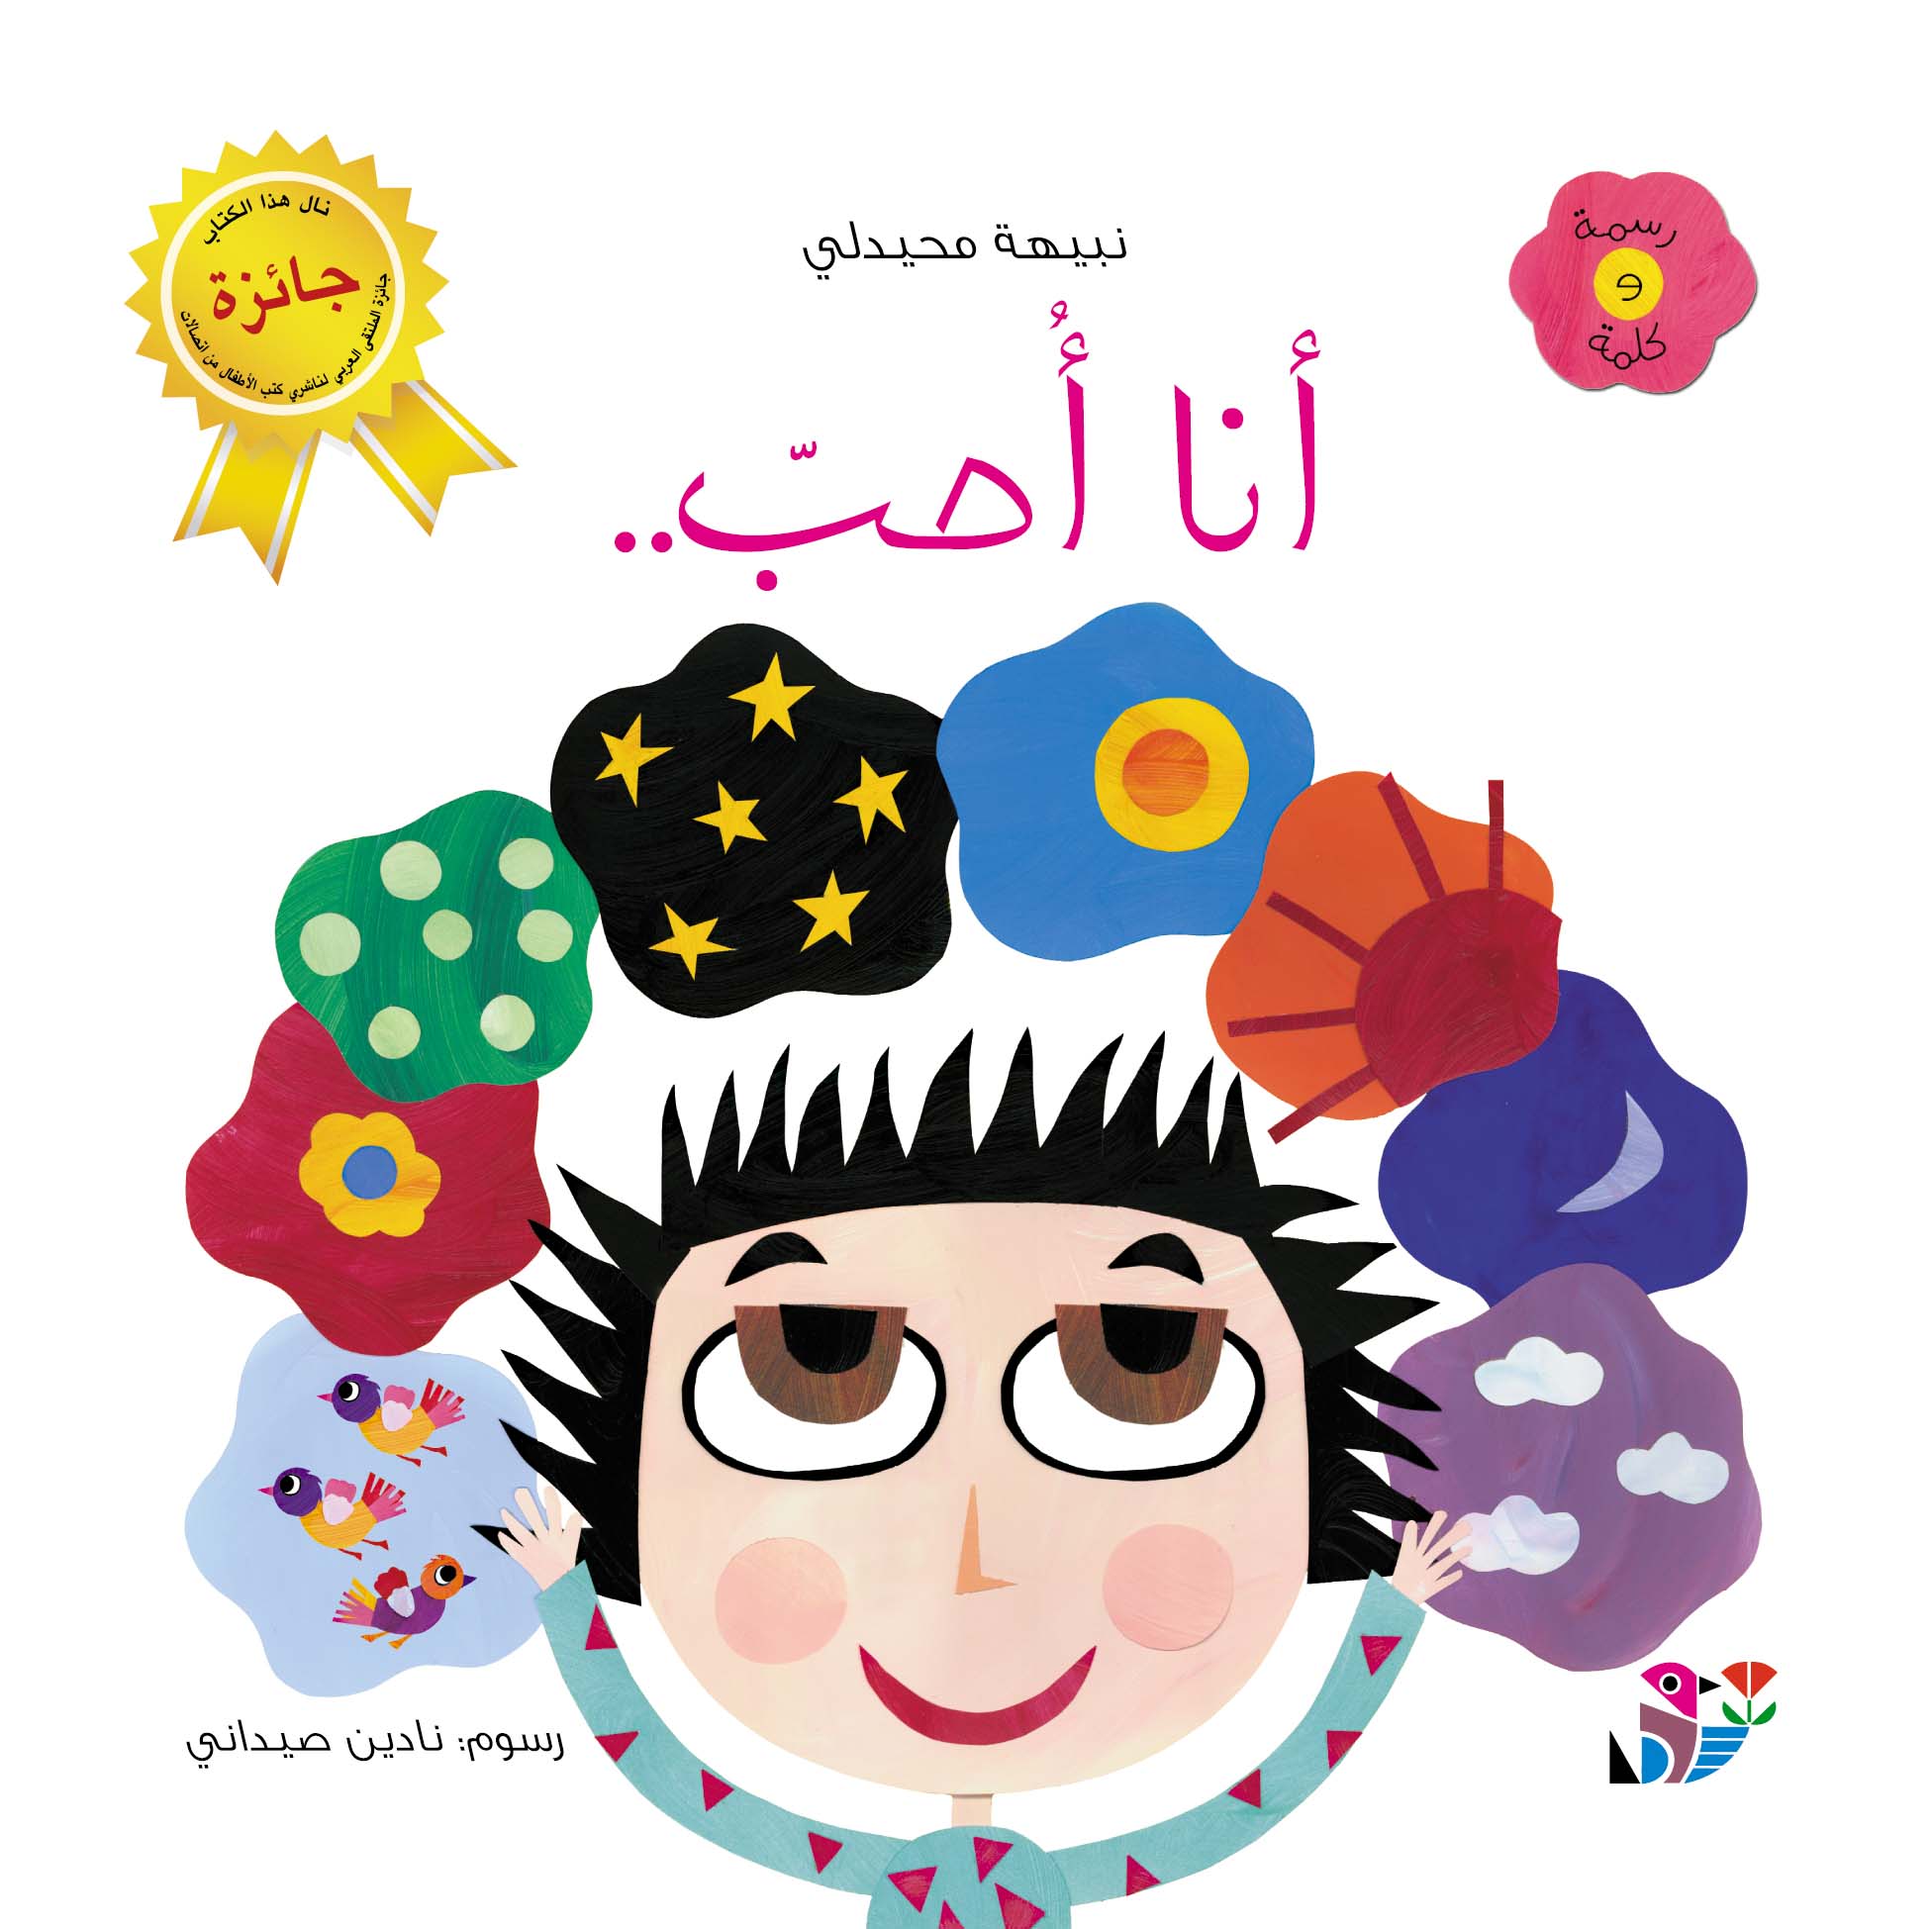 نبيهة محيدلي
رسمة
و
كلمة
أنا أُحبّ..
نال هذا الكتاب
جائزة
جائزة الملتقى العربي لناشري كتب الأطفال من اتصالات
رسوم: نادين صيداني